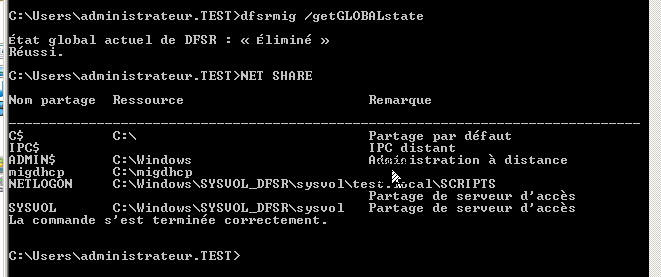 C:\Users\administrateur.TEST>dfsrmig /getGLOBALstate
État global actuel de DFSR : « Éliminé »
Réussi.
C:\Users\administrateur.TEST>NET SHARE
Nom partage Ressource Remarque
-------------------------------------------------------------------------------
C$ C:\ Partage par défaut
IPC$ IPC distant
ADMIN$ C:\Windows Administration à distance
migdhcp C:\migdhcp
NETLOGON C:\Windows\SYSVOL_DFSR\sysvol\test.local\SCRIPTS
Partage de serveur d'accès
SYSVOL C:\Windows\SYSVOL_DFSR\sysvol Partage de serveur d'accès
La commande s'est terminée correctement.
C:\Users\administrateur.TEST>